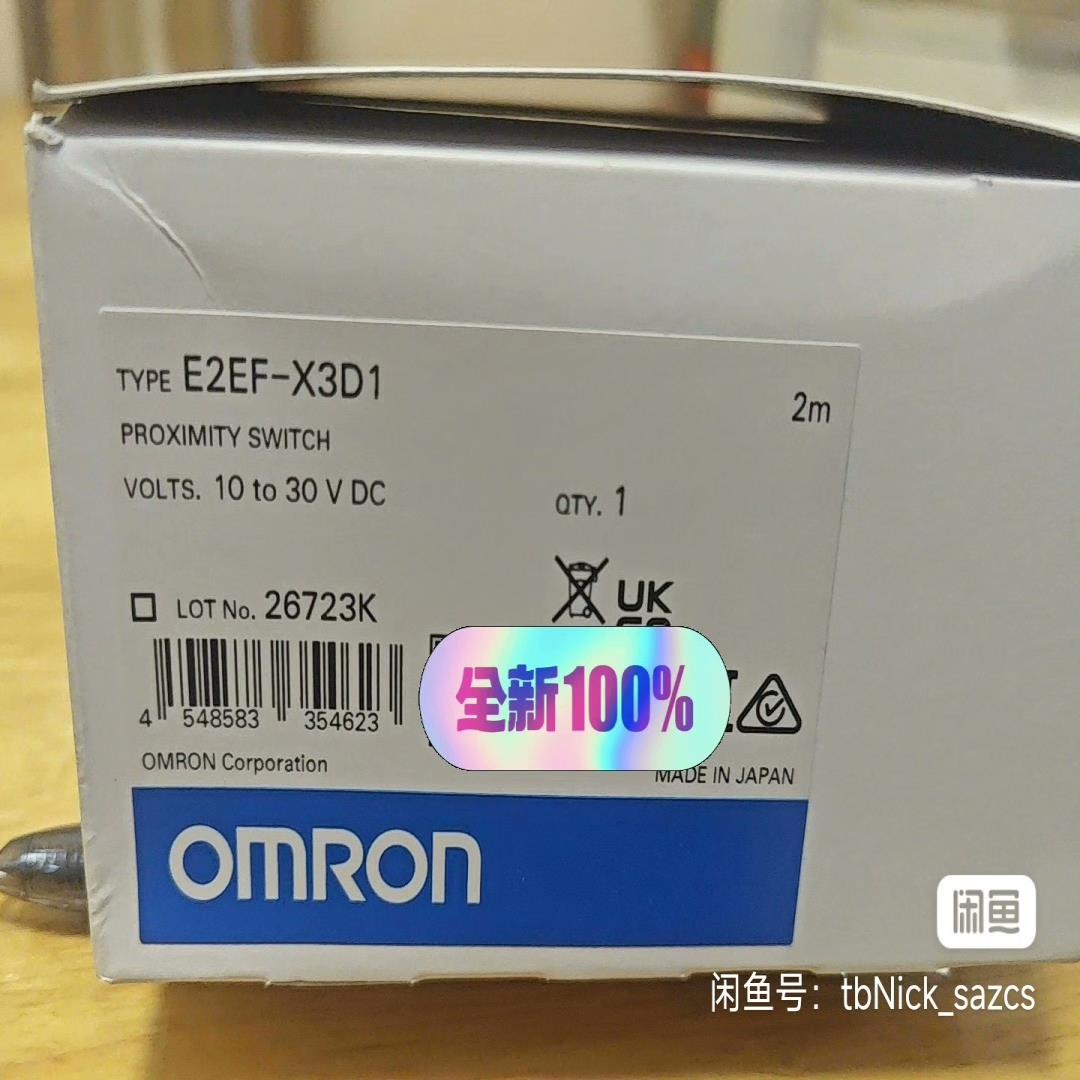 TYPE E2EF-X3D1
2m
PROXIMITY SWITCH
VOLTS. 10 to 30 V DC
QTY. 1
LOT No. 26723K
UK
4 548583 354623
全新100%
OMRON Corporation
MADE IN JAPAN
OMRON
闲鱼
闲鱼号：tbNick_sazcs